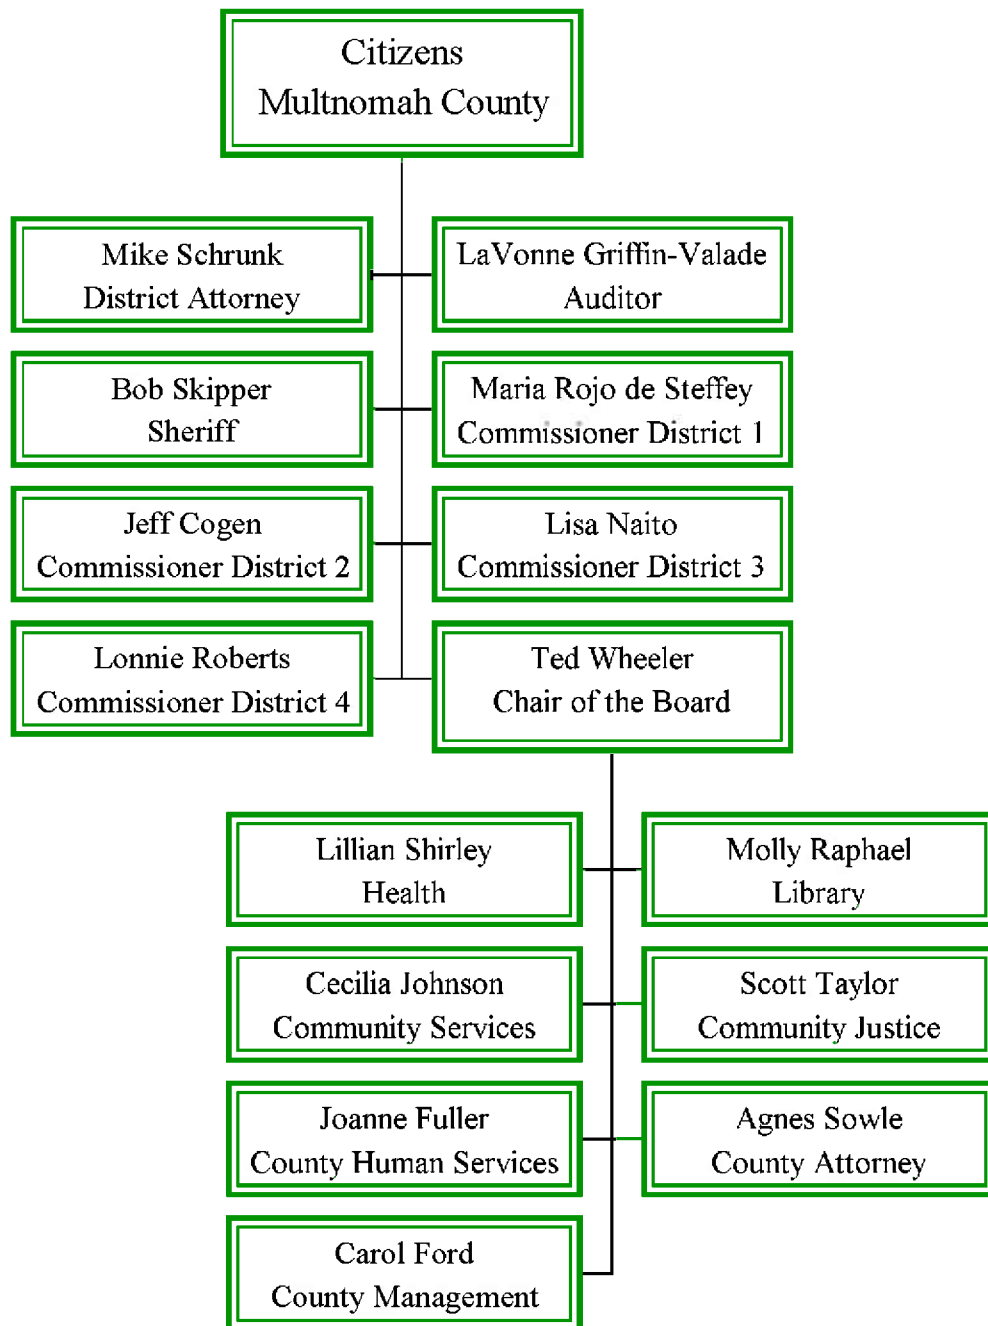 Citizens
Multnomah County
Mike Schrunk
District Attorney
LaVonne Griffin-Valade
Auditor
Bob Skipper
Sheriff
Maria Rojo de Steffey
Commissioner District 1
Jeff Cogen
Commissioner District 2
Lisa Naito
Commissioner District 3
Lonnie Roberts
Commissioner District 4
Ted Wheeler
Chair of the Board
Lillian Shirley
Health
Molly Raphael
Library
Cecilia Johnson
Community Services
Scott Taylor
Community Justice
Joanne Fuller
County Human Services
Agnes Sowle
County Attorney
Carol Ford
County Management